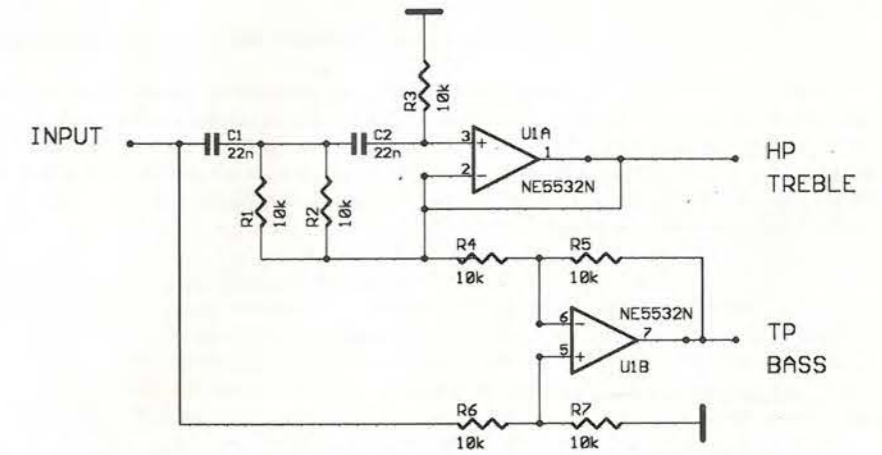 R3
10k
INPUT
C1
22n
C2
22n
3
+
2
-
U1A
1
NE5532N
HP
TREBLE
R1
10k
R2
10k
R4
10k
R5
10k
NE5532N
6
-
5
+
7
U1B
TP
BASS
R6
10k
R7
10k